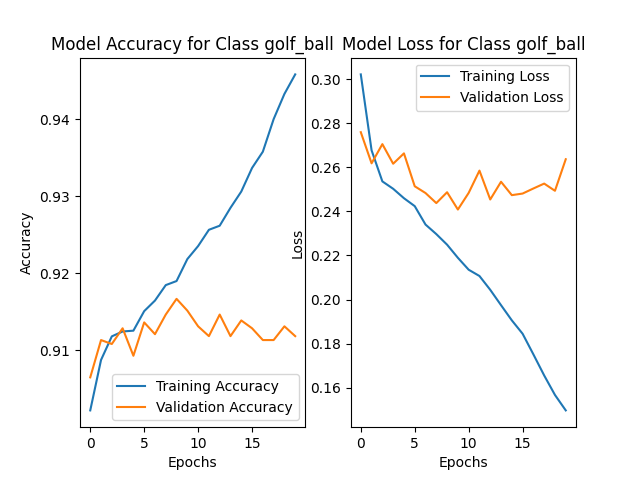 Model Accuracy for Class golf_ball
Accuracy
0.94
0.93
0.92
0.91
0
5
10
15
Epochs
Training Accuracy
Validation Accuracy
Model Loss for Class golf_ball
Loss
0.30
0.28
0.26
0.24
0.22
0.20
0.18
0.16
0
5
10
15
Epochs
Training Loss
Validation Loss